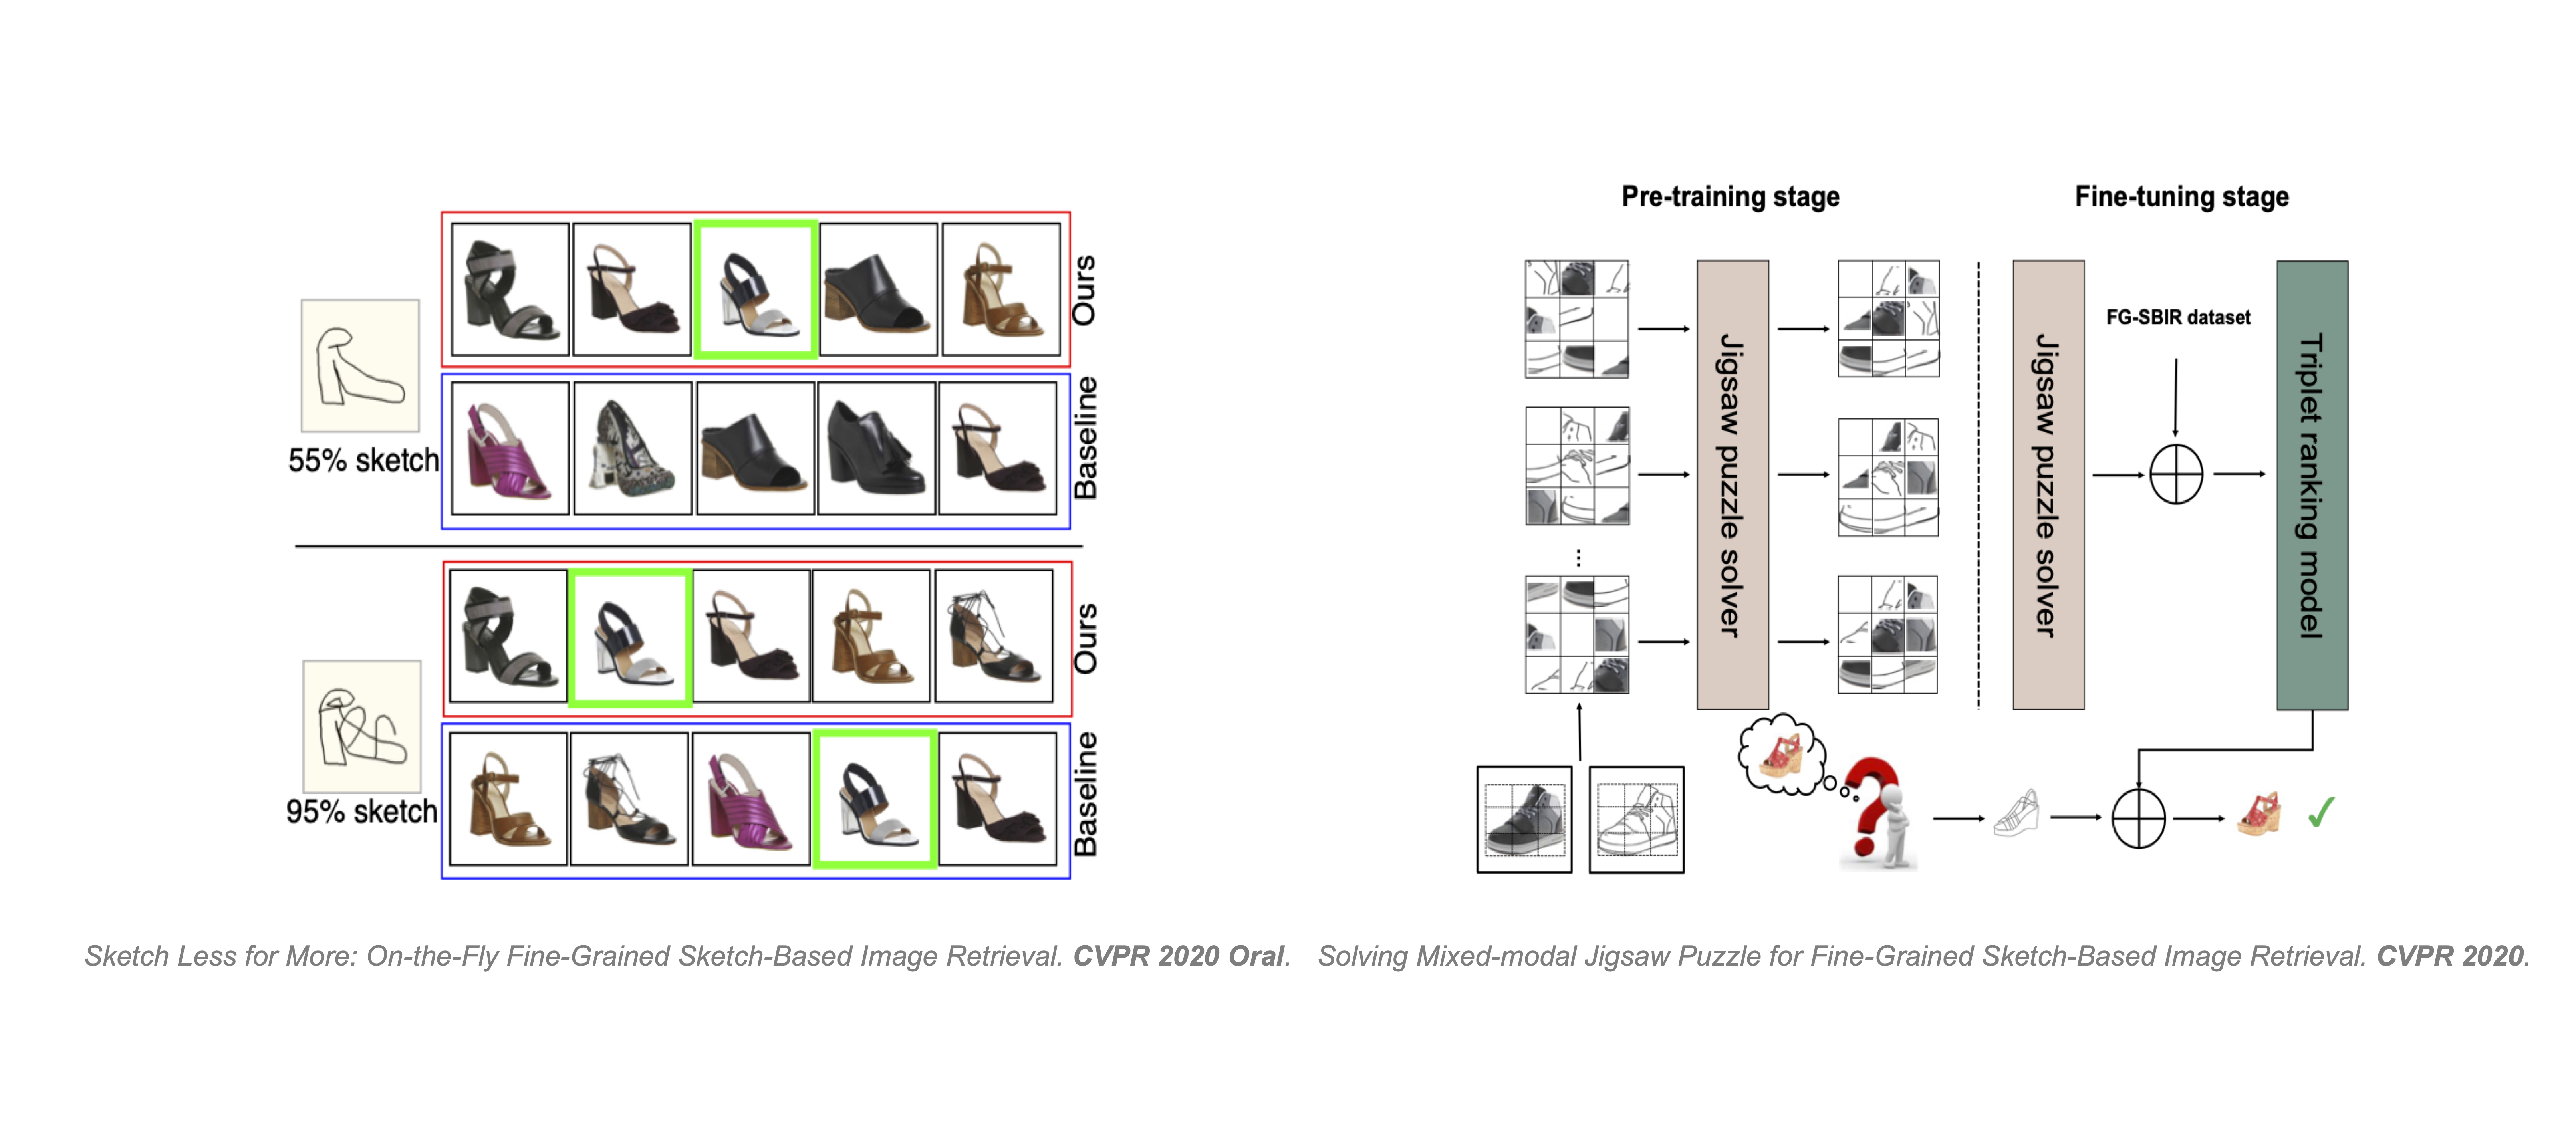 Ours
55% sketch
Baseline
Ours
95% sketch
Baseline
Sketch Less for More: On-the-Fly Fine-Grained Sketch-Based Image Retrieval. CVPR 2020 Oral.
Pre-training stage
Fine-tuning stage
Jigsaw puzzle solver
Jigsaw puzzle solver
FG-SBIR dataset
Triplet ranking model
...
Solving Mixed-modal Jigsaw Puzzle for Fine-Grained Sketch-Based Image Retrieval. CVPR 2020.